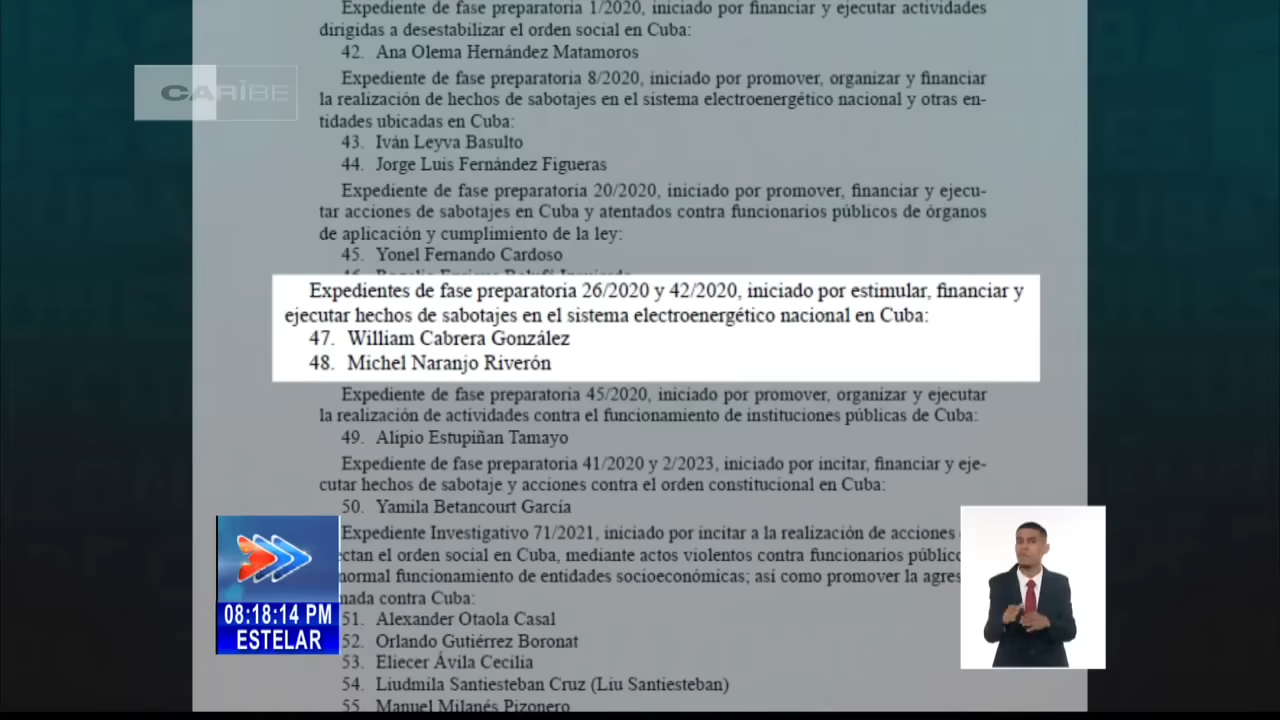 Expediente de fase preparatoria 1/2020, iniciado por financiar y ejecutar actividades
dirigidas a desestabilizar el orden social en Cuba:
42. Ana Olema Hernández Matamoros
CARIBE
Expediente de fase preparatoria 8/2020, iniciado por promover, organizar y financiar
la realización de hechos de sabotajes en el sistema electroenergético nacional y otras en-
tidades ubicadas en Cuba:
43. Iván Leyva Basulto
44. Jorge Luis Fernández Figueras
Expediente de fase preparatoria 20/2020, iniciado por promover, financiar y ejecu-
tar acciones de sabotajes en Cuba y atentados contra funcionarios públicos de órganos
de aplicación y cumplimiento de la ley:
45. Yonel Fernando Cardoso
Expedientes de fase preparatoria 26/2020 y 42/2020, iniciado por estimular, financiar y
ejecutar hechos de sabotajes en el sistema electroenergético nacional en Cuba:
47. William Cabrera González
48. Michel Naranjo Riverón
Expediente de fase preparatoria 45/2020, iniciado por promover, organizar y ejecutar
la realización de actividades contra el funcionamiento de instituciones públicas de Cuba:
49. Alipio Estupiñan Tamayo
Expediente de fase preparatoria 41/2020 y 2/2023, iniciado por incitar, financiar y eje-
cutar hechos de sabotaje y acciones contra el orden constitucional en Cuba:
50. Yamila Betancourt García
Expediente Investigativo 71/2021, iniciado por incitar a la realización de acciones
ectan el orden social en Cuba, mediante actos violentos contra funcionarios públic
normal funcionamiento de entidades socioeconómicas; así como promover la agres
nada contra Cuba:
51. Alexander Otaola Casal
52. Orlando Gutiérrez Boronat
53. Eliecer Ávila Cecilia
54. Liudmila Santiesteban Cruz (Liu Santiesteban)
55. Manuel Milanés Pizonero
08:18:14 PM
ESTELAR